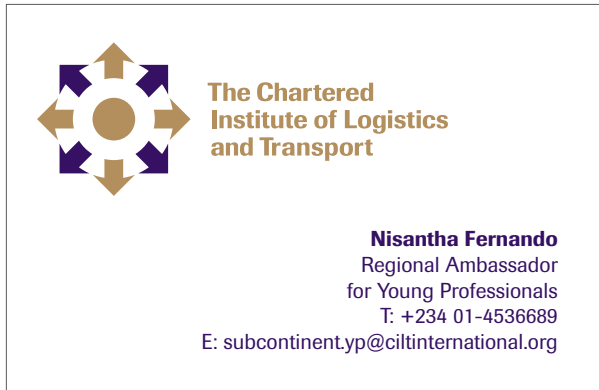 The Chartered
Institute of Logistics
and Transport
Nisantha Fernando
Regional Ambassador
for Young Professionals
T: +234 01-4536689
E: subcontinent.yp@ciltinternational.org